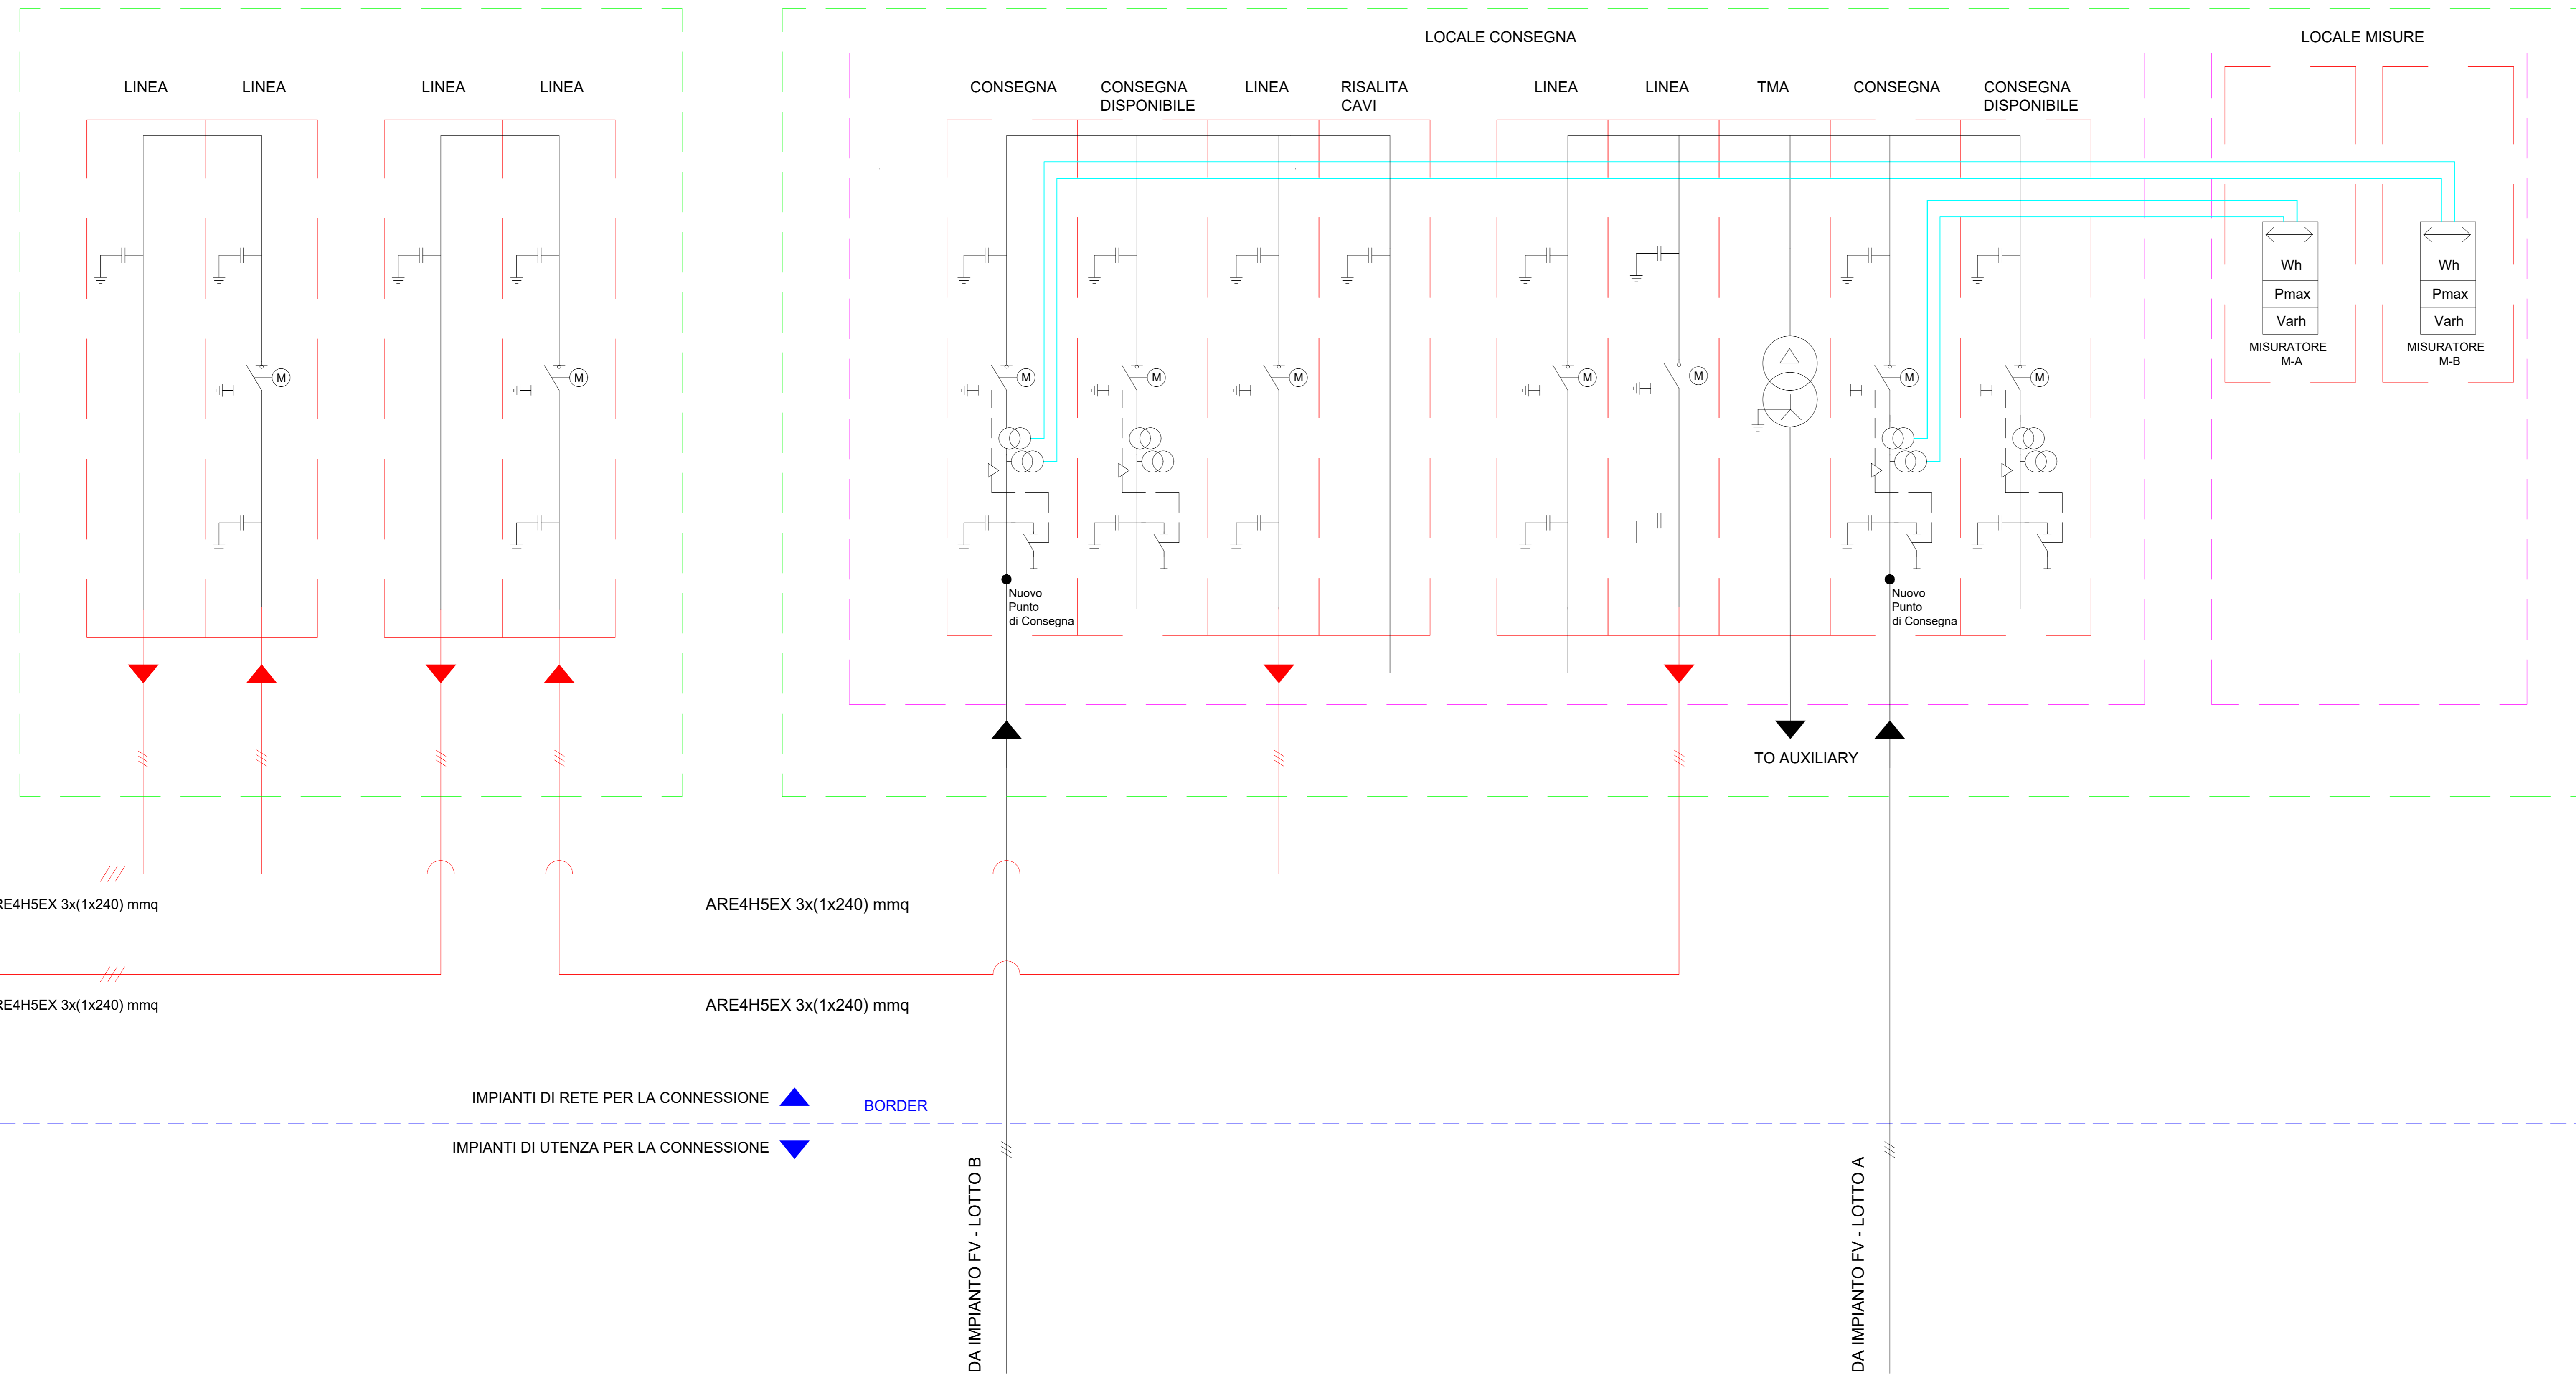 LOCALE CONSEGNA
LOCALE MISURE
LINEA
LINEA
LINEA
LINEA
CONSEGNA
CONSEGNA
DISPONIBILE
LINEA
RISALITA
CAVI
LINEA
LINEA
TMA
CONSEGNA
CONSEGNA
DISPONIBILE
M
M
M
M
M
M
M
M
M
Wh
Pmax
Varh
MISURATORE
M-A
Wh
Pmax
Varh
MISURATORE
M-B
Nuovo
Punto
di Consegna
Nuovo
Punto
di Consegna
TO AUXILIARY
RE4H5EX 3x(1x240) mmq
ARE4H5EX 3x(1x240) mmq
RE4H5EX 3x(1x240) mmq
ARE4H5EX 3x(1x240) mmq
IMPIANTI DI RETE PER LA CONNESSIONE
BORDER
IMPIANTI DI UTENZA PER LA CONNESSIONE
DA IMPIANTO FV - LOTTO B
DA IMPIANTO FV - LOTTO A